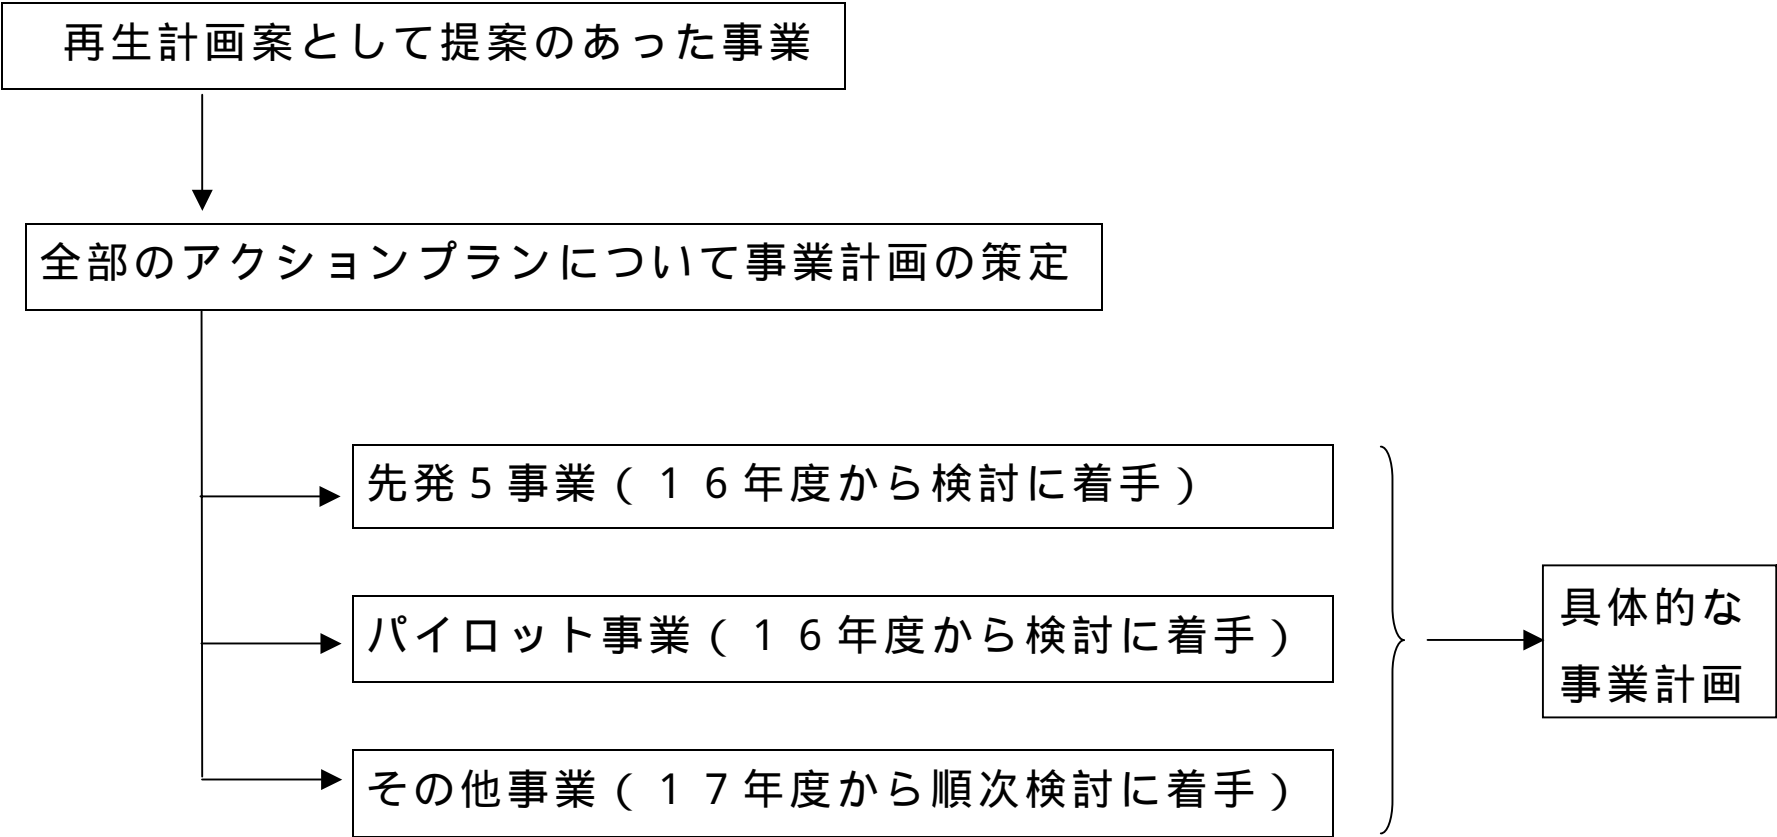 再生計画案として提案のあった事業
全部のアクションプランについて事業計画の策定
先発5事業(16年度から検討に着手)
パイロット事業(16年度から検討に着手)
その他事業(17年度から順次検討に着手)
具体的な
事業計画